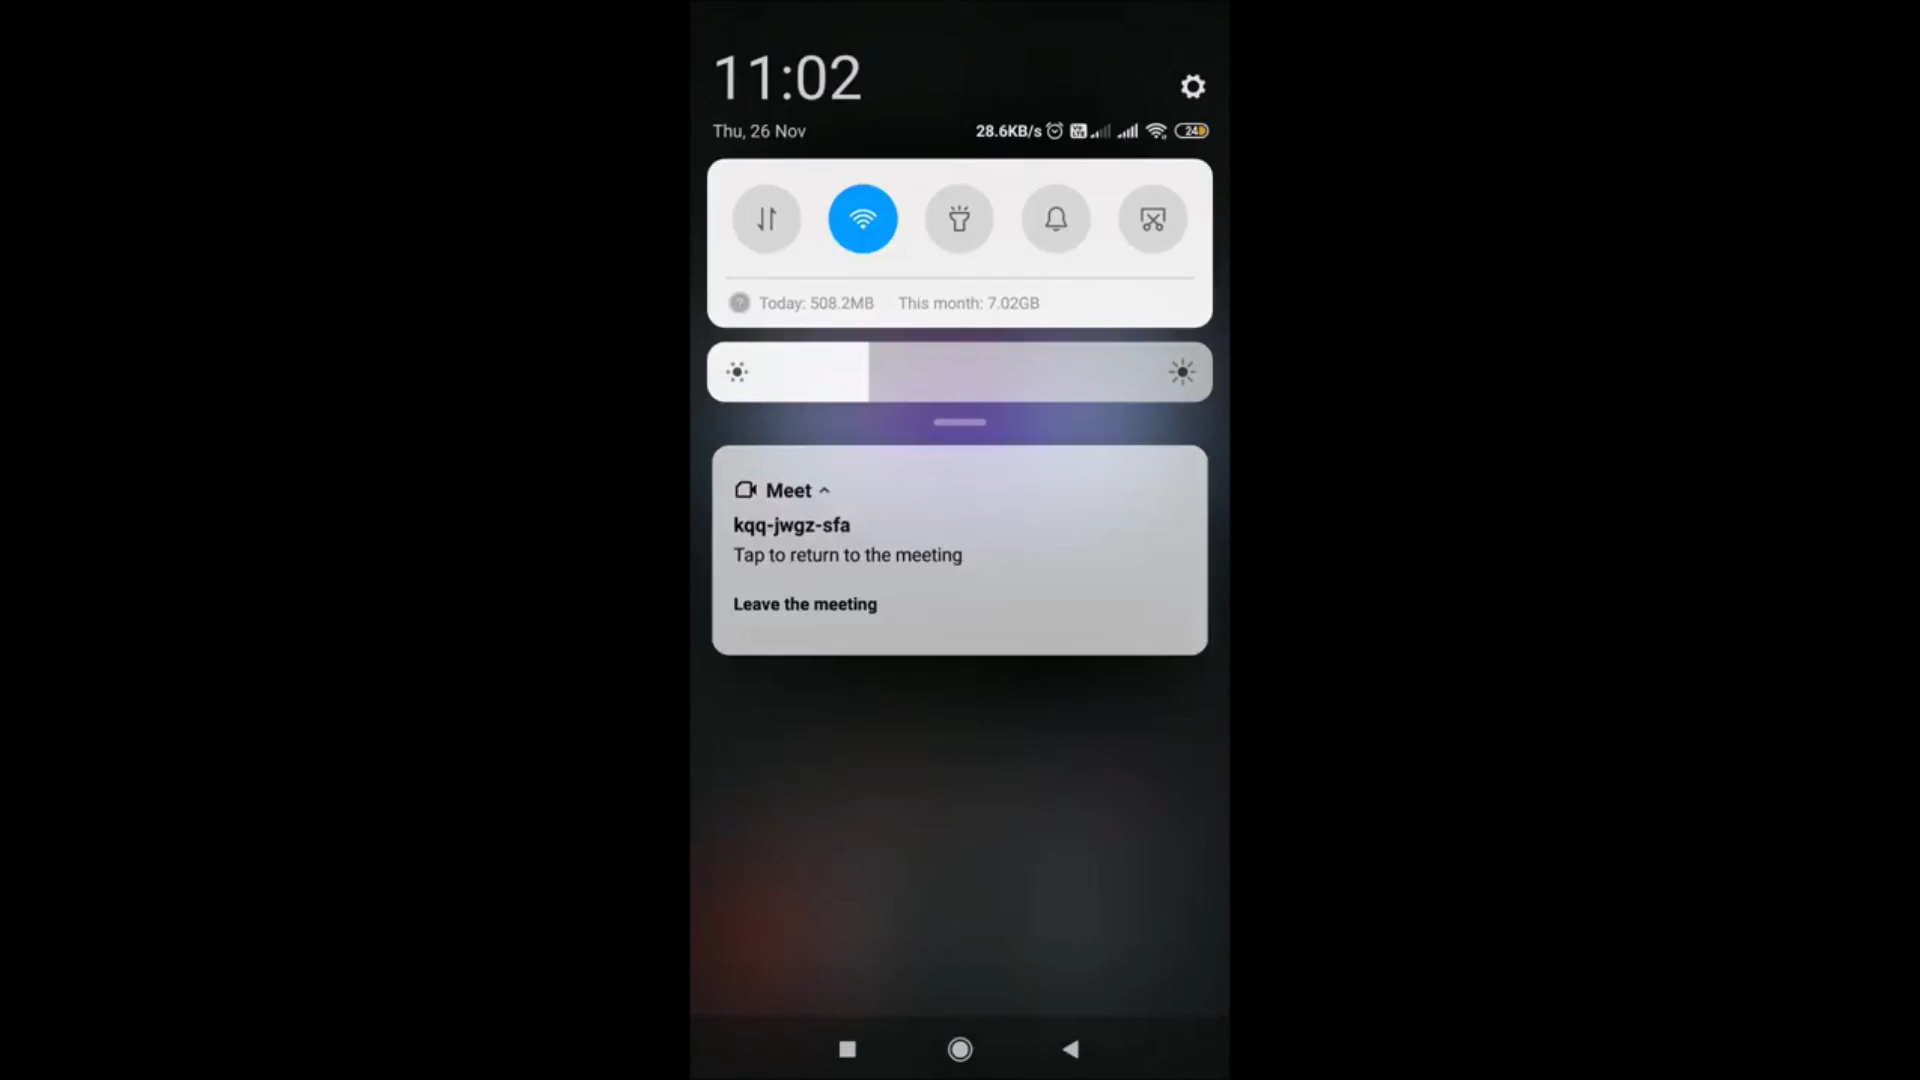 11:02
Thu, 26 Nov
28.6KB/s
24
Today: 508.2MB This month: 7.02GB
Meet
kqq-jwgz-sfa
Tap to return to the meeting
Leave the meeting